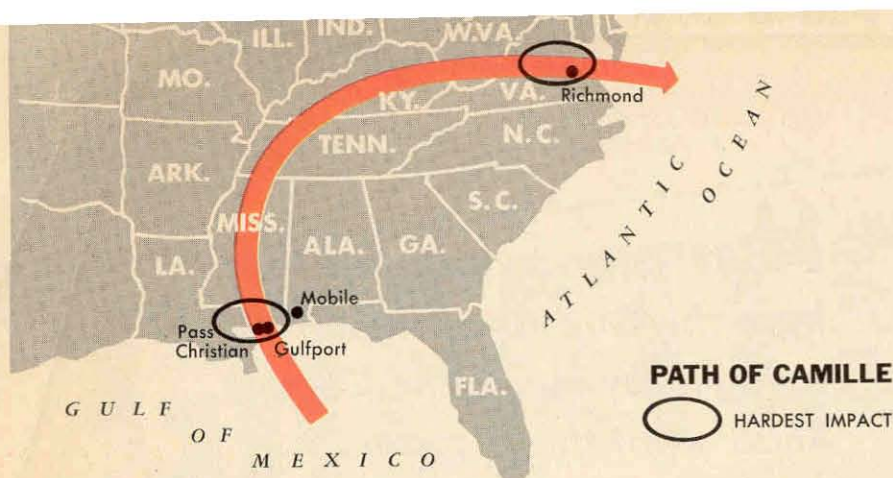 ILL.
IND.
W.VA.
MO.
KY.
VA.
Richmond
TENN.
N.C.
ARK.
S.C.
MISS.
ALA.
GA.
LA.
Mobile
Pass
Christian
Gulfport
FLA.
ATLANTIC
OCEAN
GULF
OF
MEXICO
PATH OF CAMILLE
HARDEST IMPACT